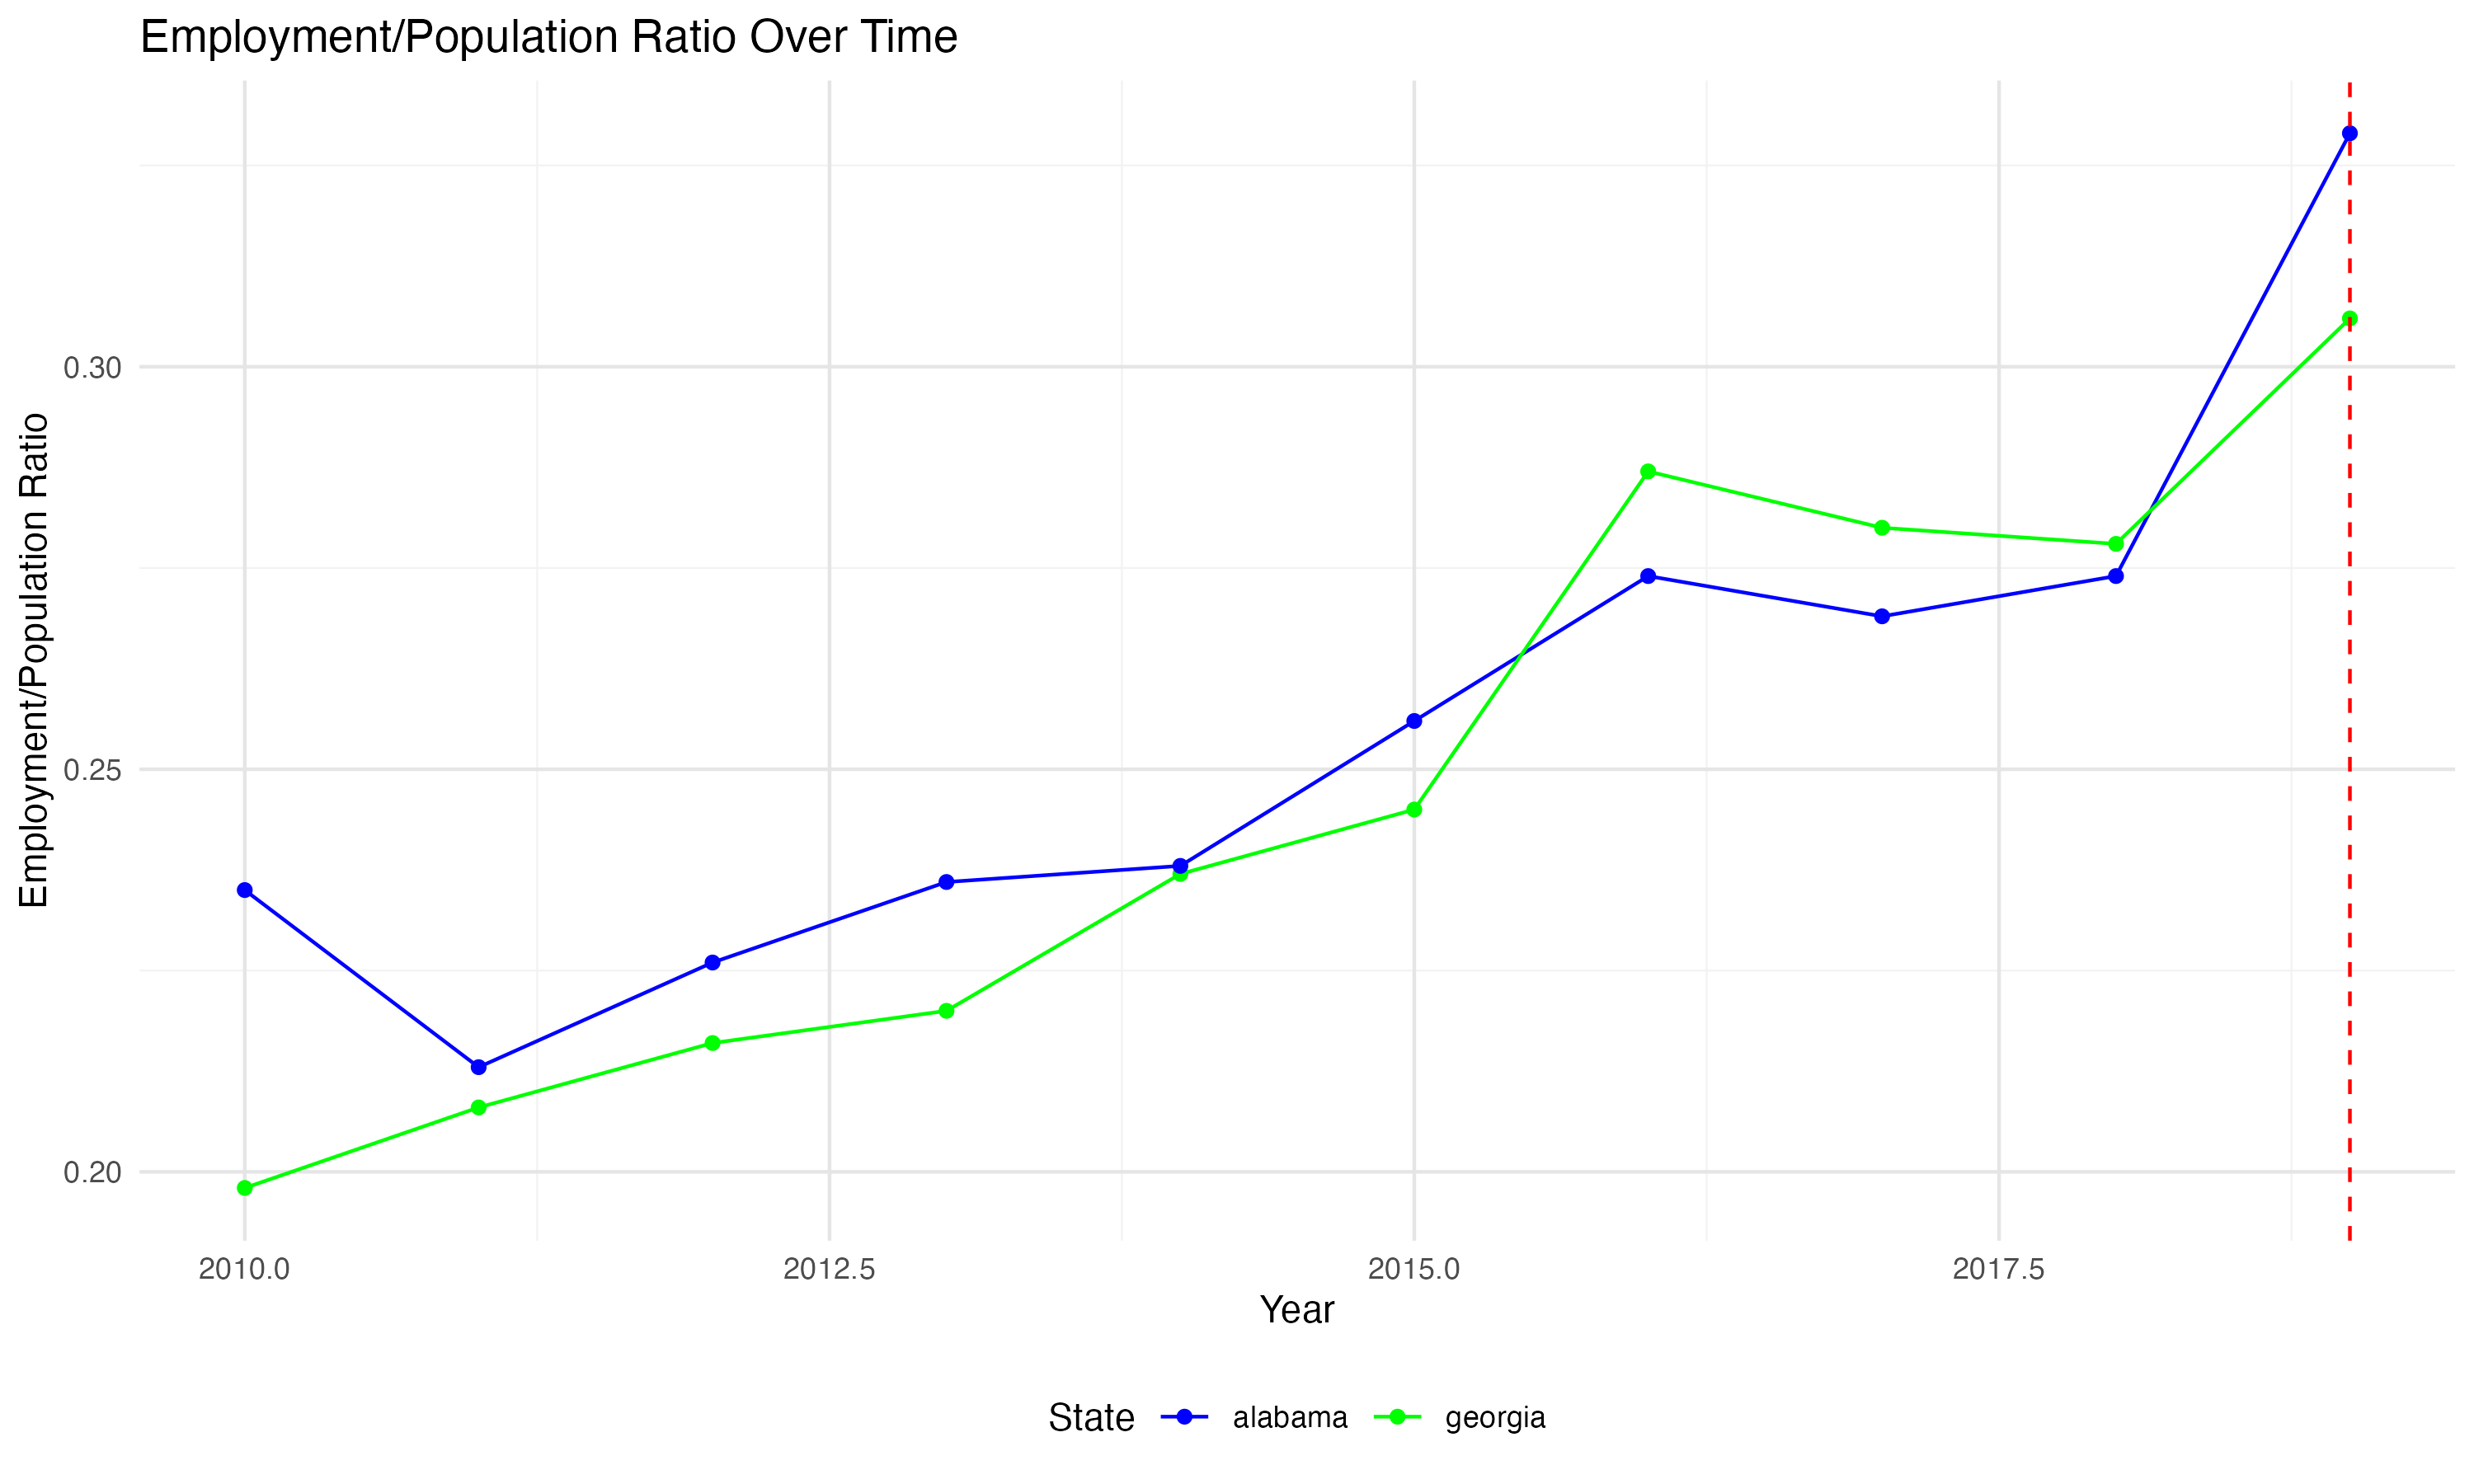 Employment/Population Ratio Over Time
Employment/Population Ratio
0.30
0.25
0.20
2010.0 2012.5 2015.0 2017.5
Year
State alabama georgia